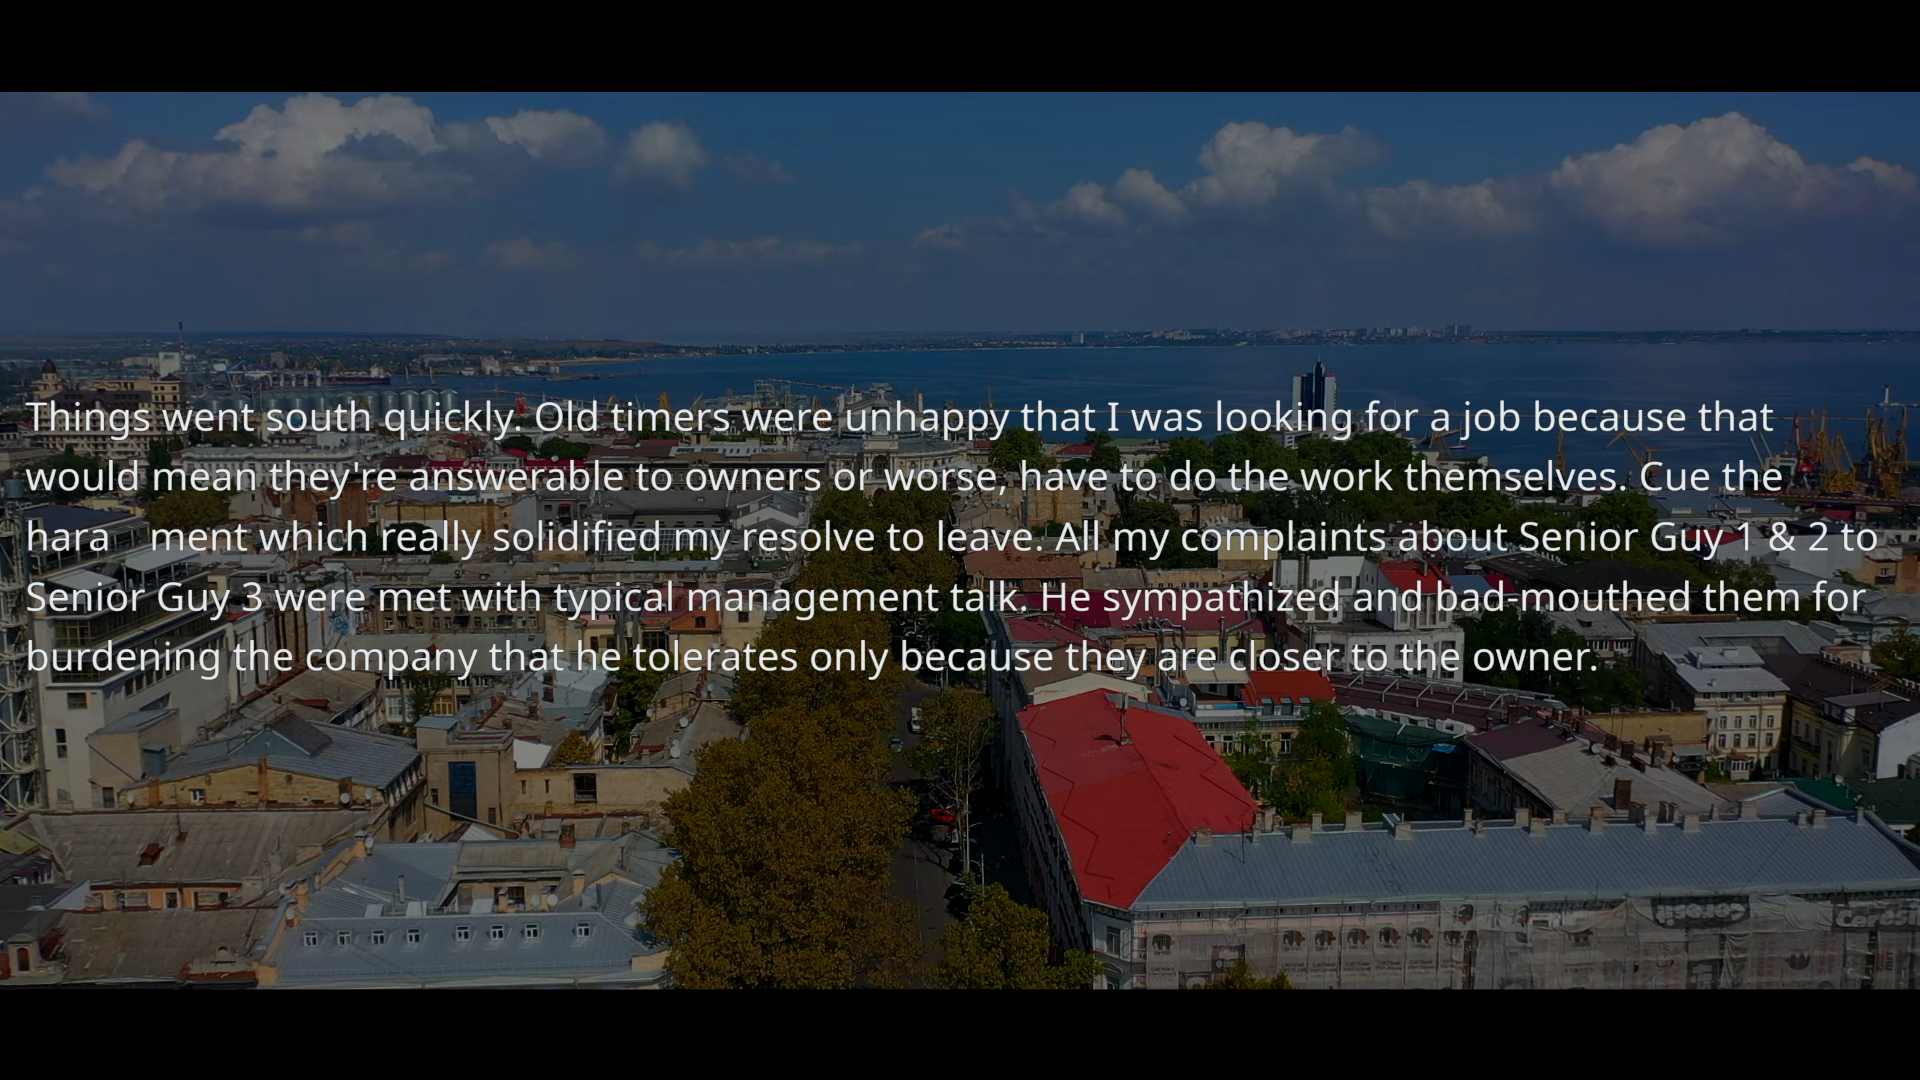 Things went south quickly. Old timers were unhappy that I was looking for a job because that
would mean they're answerable to owners or worse, have to do the work themselves. Cue the
hara   ment which really solidified my resolve to leave. All my complaints about Senior Guy 1 & 2 to
Senior Guy 3 were met with typical management talk. He sympathized and bad-mouthed them for
burdening the company that he tolerates only because they are closer to the owner.